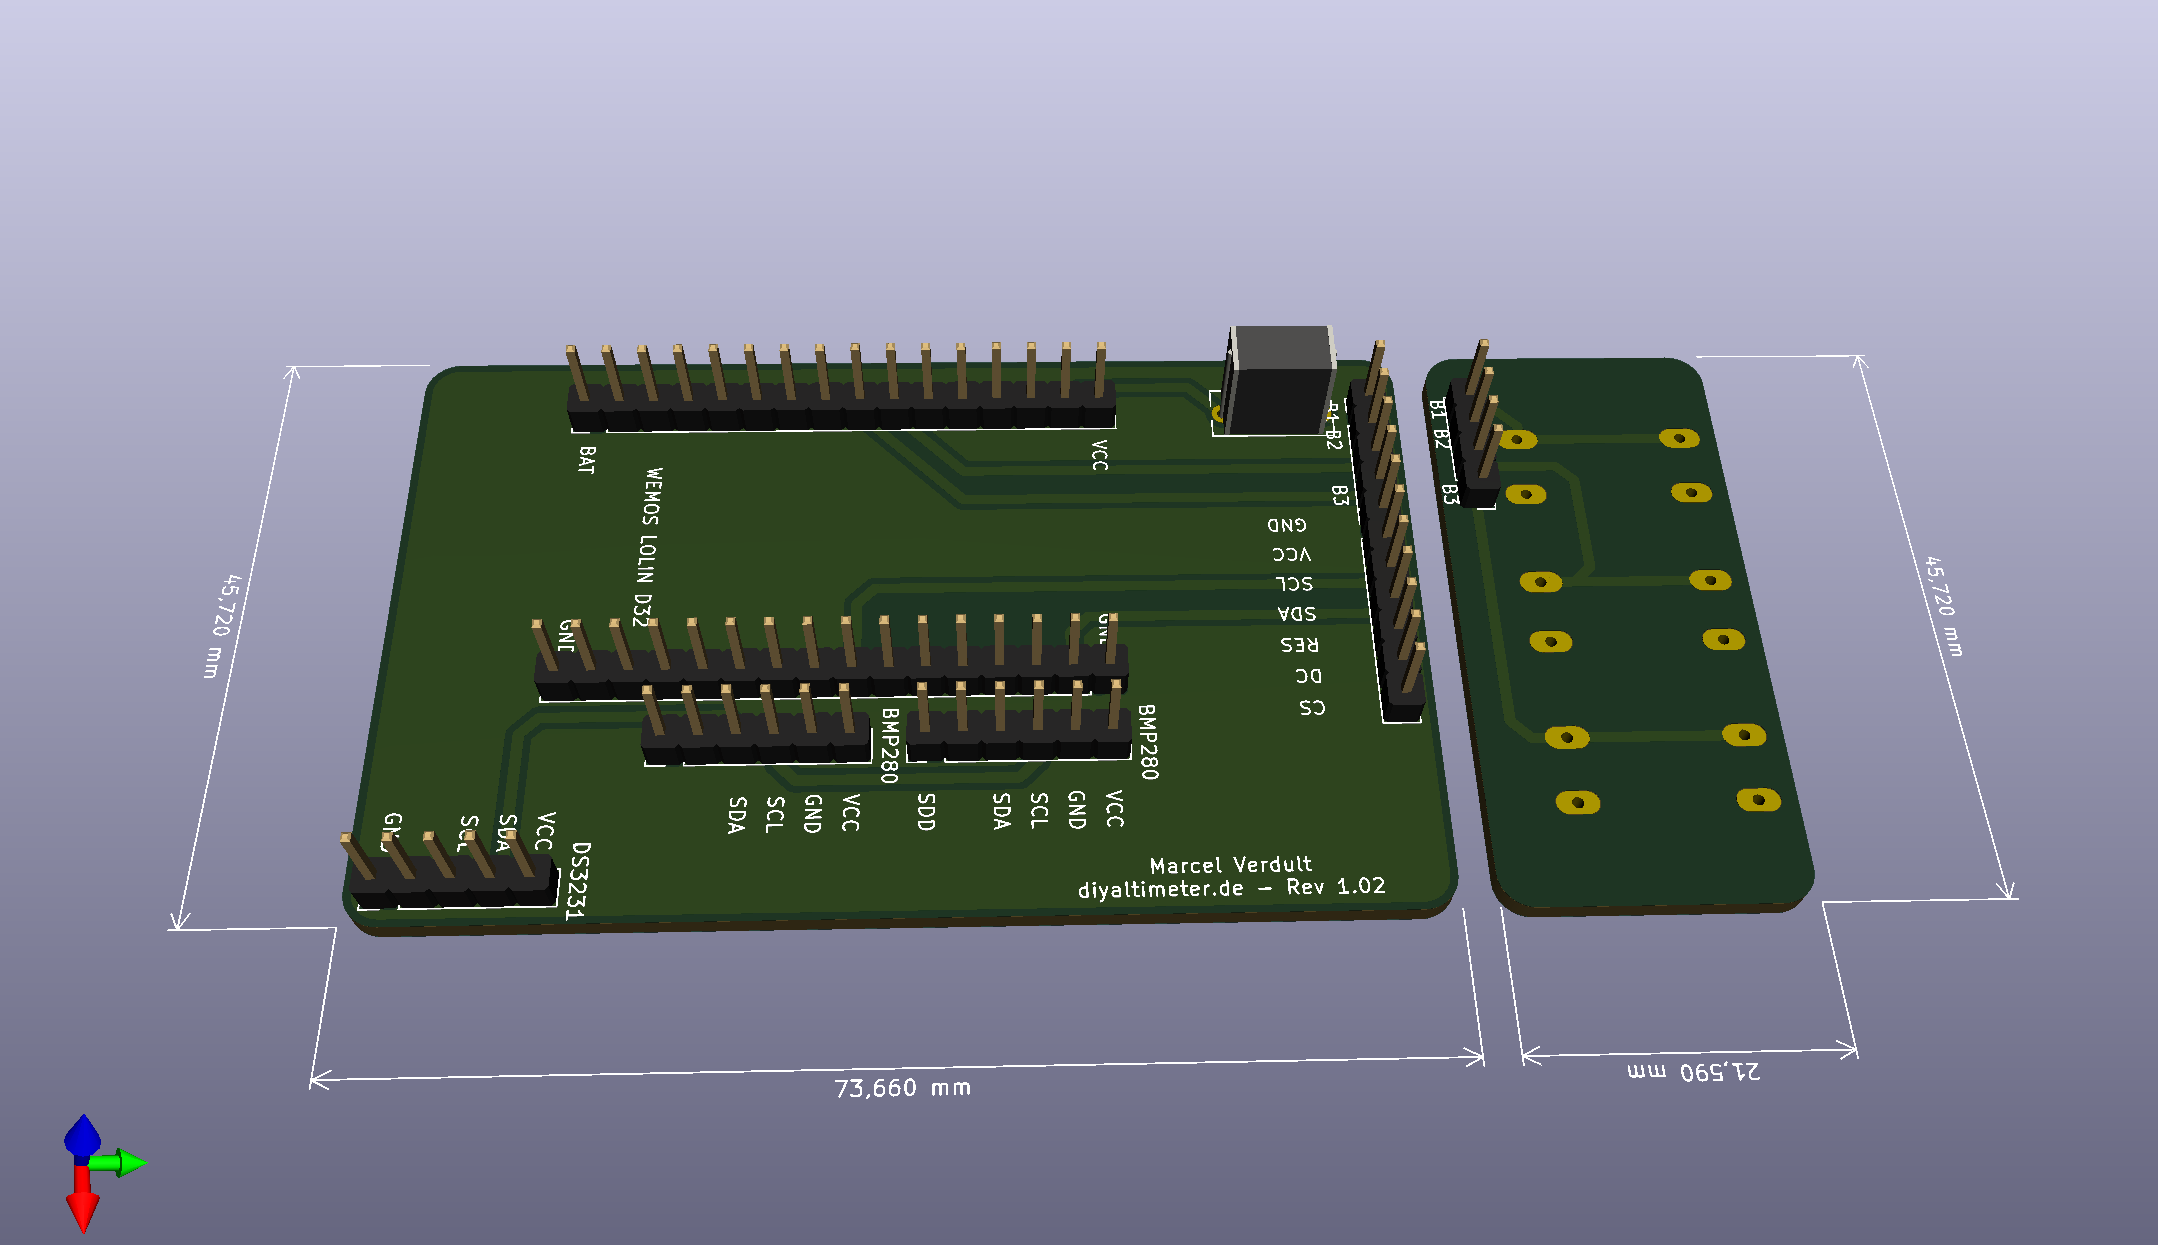 BAT
VCC
WEMOS LOLIN D32
B1 B2
B3
GND
VCC
SCL
SDA
RES
DC
CS
B1 B2
B3
BMP280
BMP280
SDA
SCL
GND
VCC
SDD
SDA
SCL
GND
VCC
SDA
VCC
DS3231
Marcel Verdult
diyaltimeter.de – Rev 1.02
45,720 mm
45,720 mm
73,660 mm
21,590 mm